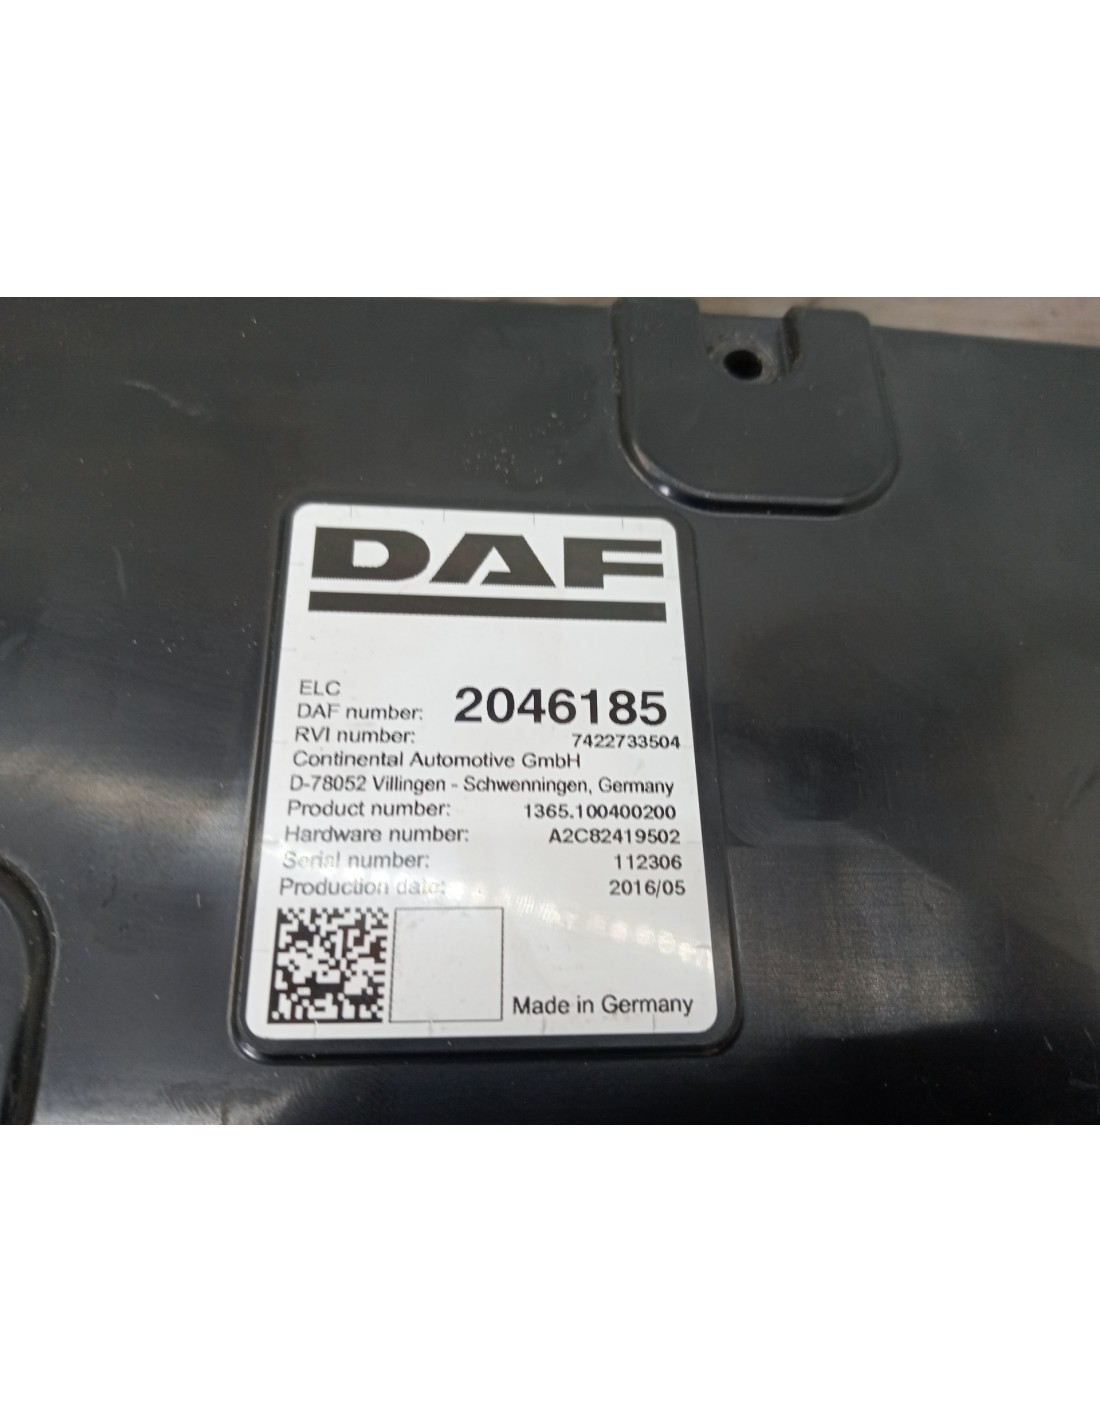 DAF
ELC
DAF number: 2046185
RVI number: 7422733504
Continental Automotive GmbH
D-78052 Villingen - Schwenningen, Germany
Product number: 1365.100400200
Hardware number: A2C82419502
Serial number: 112306
Production date: 2016/05
Made in Germany